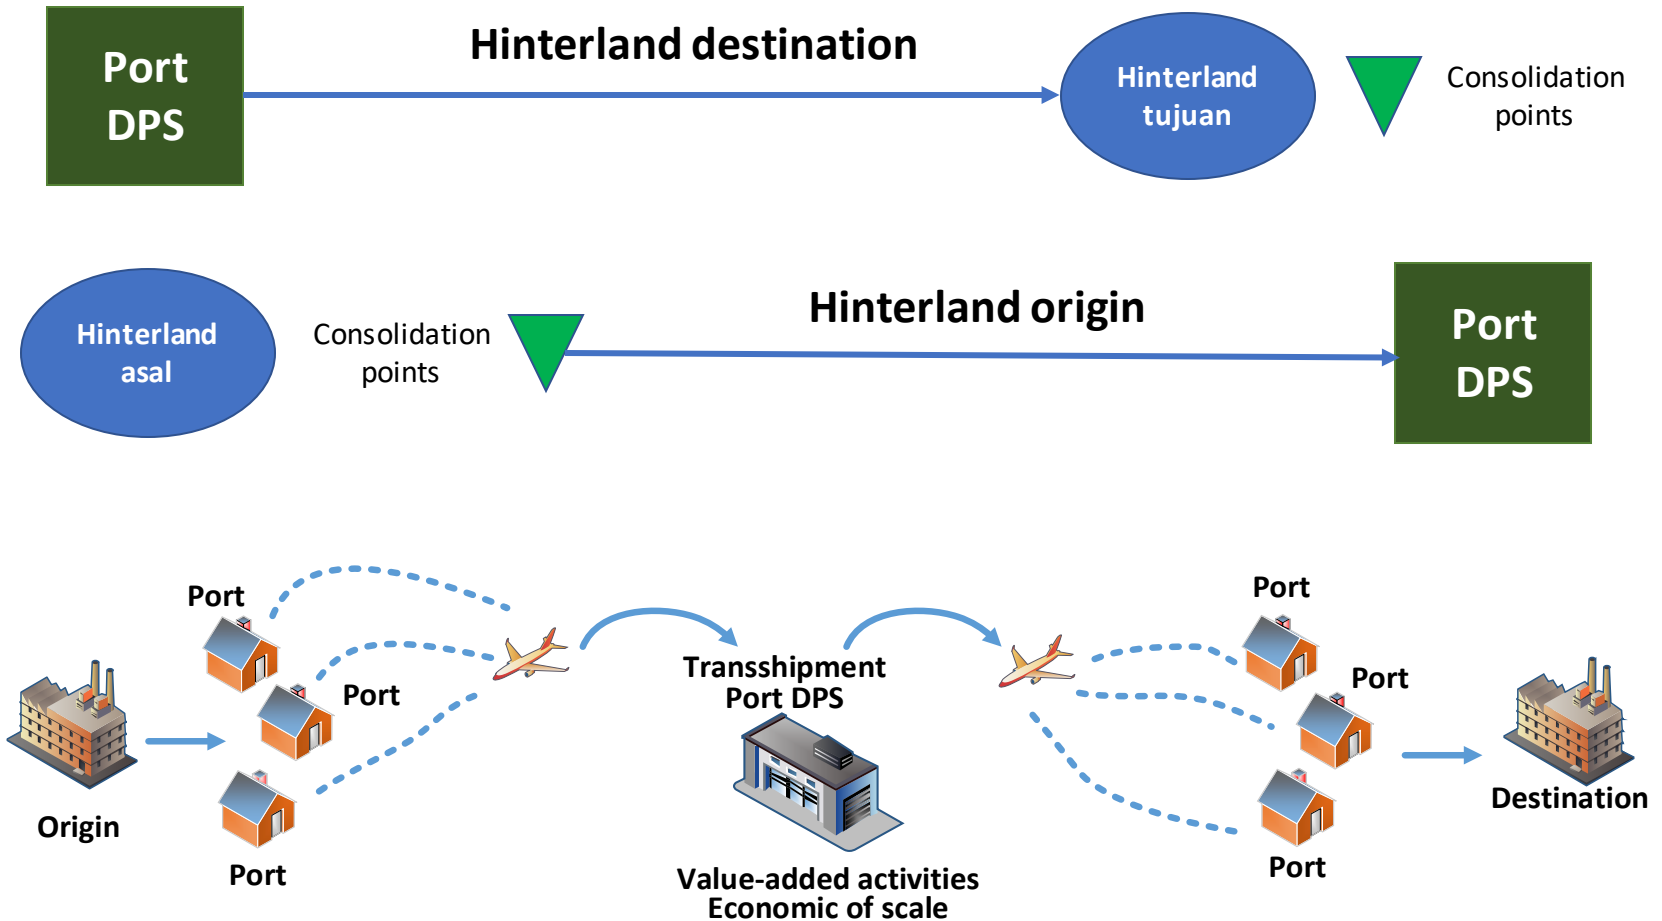 Port
DPS
Hinterland destination
Hinterland
tujuan
Consolidation
points
Hinterland
asal
Consolidation
points
Hinterland origin
Port
DPS
Port
Port
Port
Origin
Transshipment
Port DPS
Value-added activities
Economic of scale
Port
Port
Port
Destination